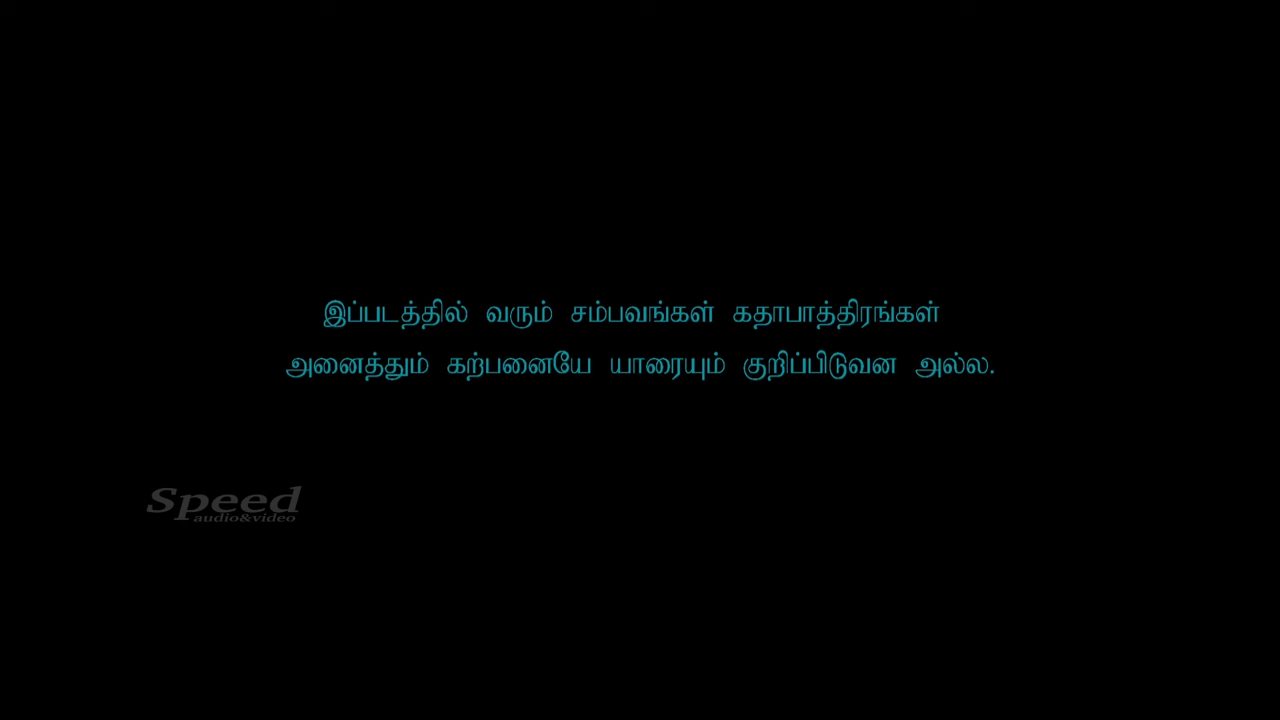 இப்படத்தில் வரும் சம்பவங்கள் கதாபாத்திரங்கள்
அனைத்தும் கற்பனையே யாரையும் குறிப்பிடுவன அல்ல.
Speed
audio&video